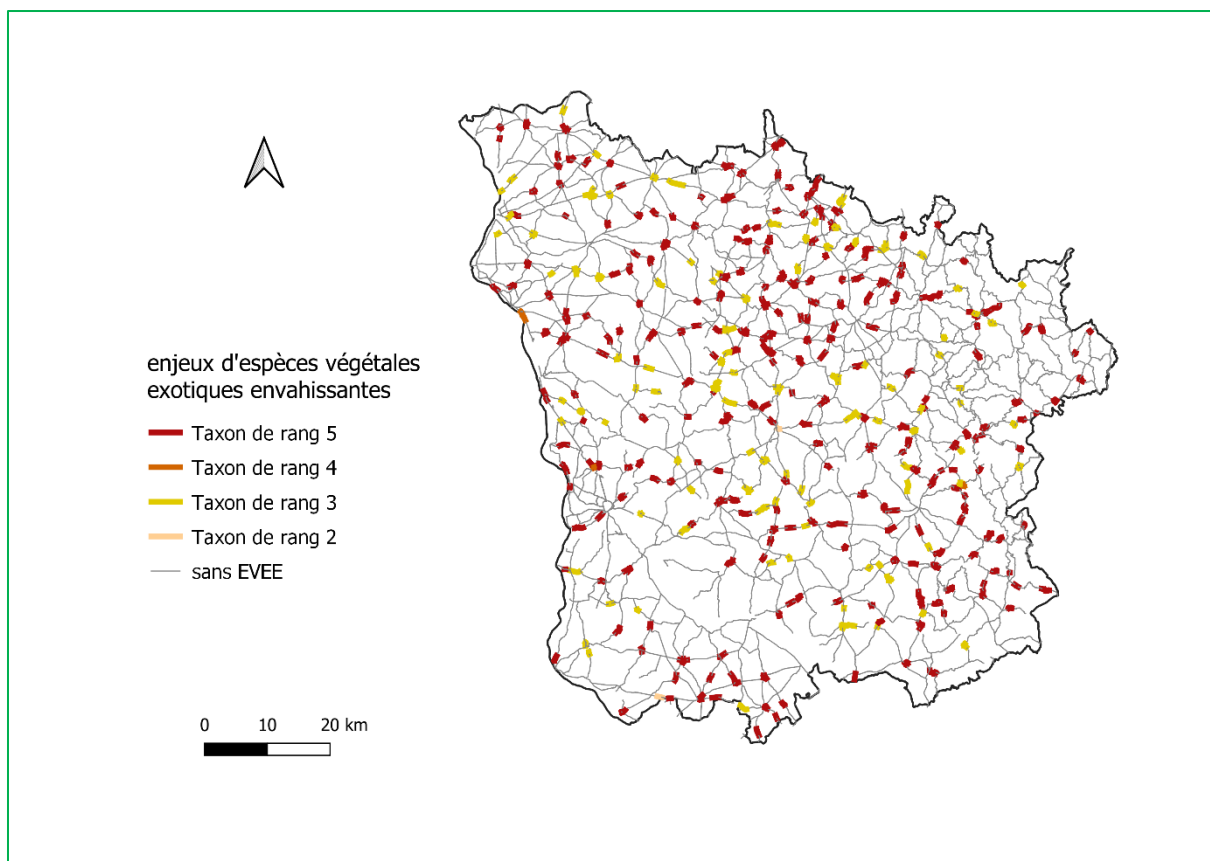 enjeux d'espèces végétales
exotiques envahissantes
Taxon de rang 5
Taxon de rang 4
Taxon de rang 3
Taxon de rang 2
sans EVEE
0 10 20 km